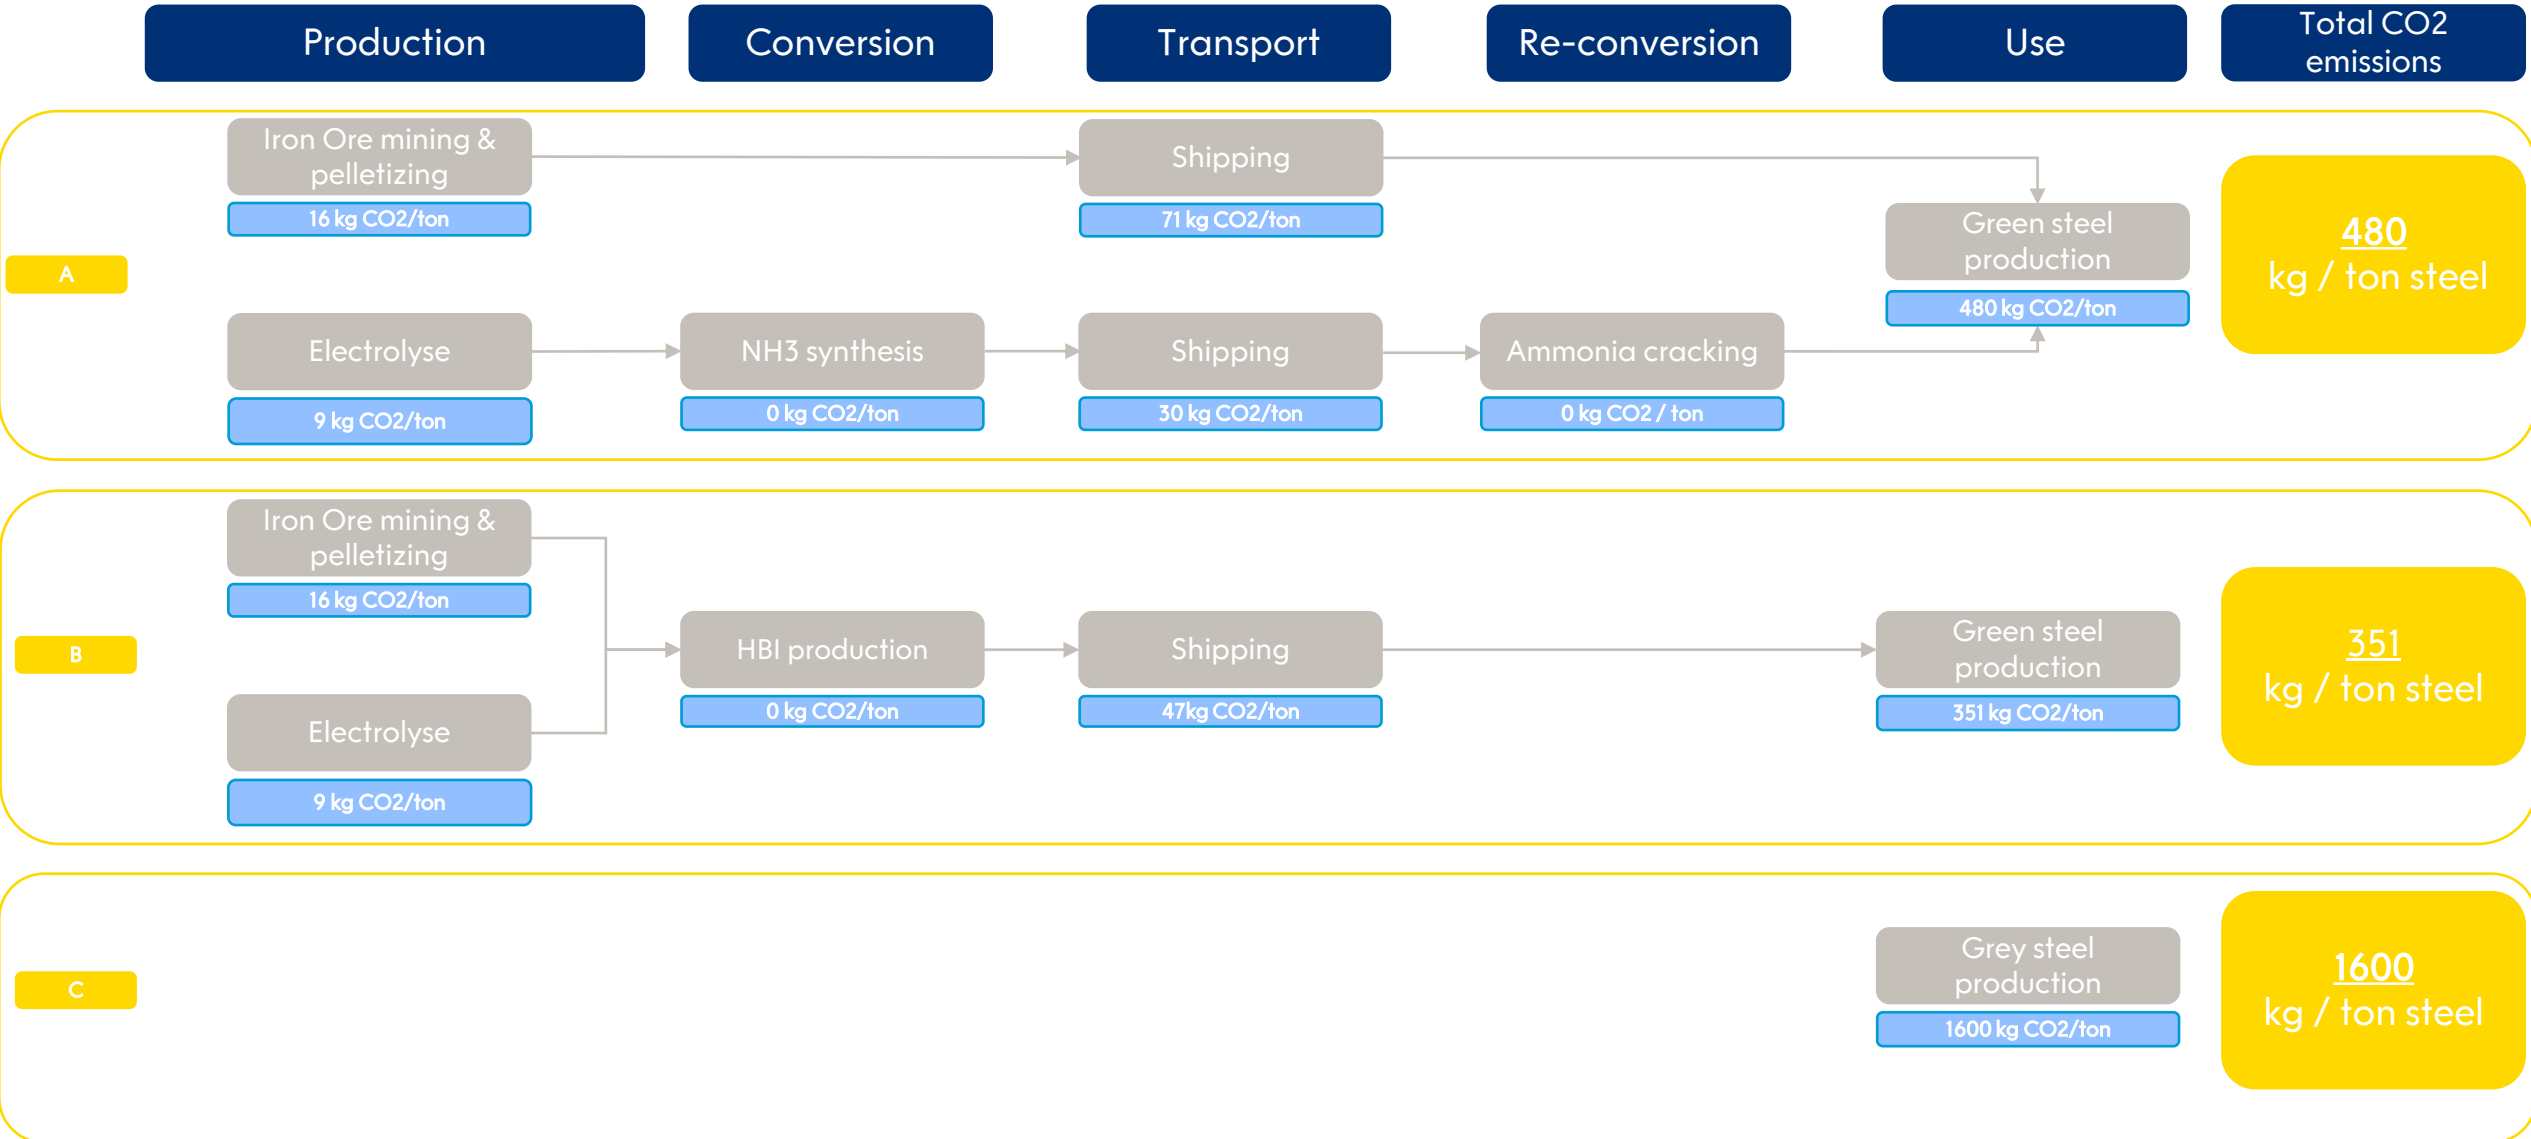 Production
Conversion
Transport
Re-conversion
Use
Total CO2
emissions
Iron Ore mining &
pelletizing
16 kg CO2/ton
Shipping
71 kg CO2/ton
A
Green steel
production
480 kg CO2/ton
480
kg / ton steel
Electrolyse
9 kg CO2/ton
NH3 synthesis
0 kg CO2/ton
Shipping
30 kg CO2/ton
Ammonia cracking
0 kg CO2 / ton
Iron Ore mining &
pelletizing
16 kg CO2/ton
B
Electrolyse
9 kg CO2/ton
HBI production
0 kg CO2/ton
Shipping
47kg CO2/ton
Green steel
production
351 kg CO2/ton
351
kg / ton steel
C
Grey steel
production
1600 kg CO2/ton
1600
kg / ton steel